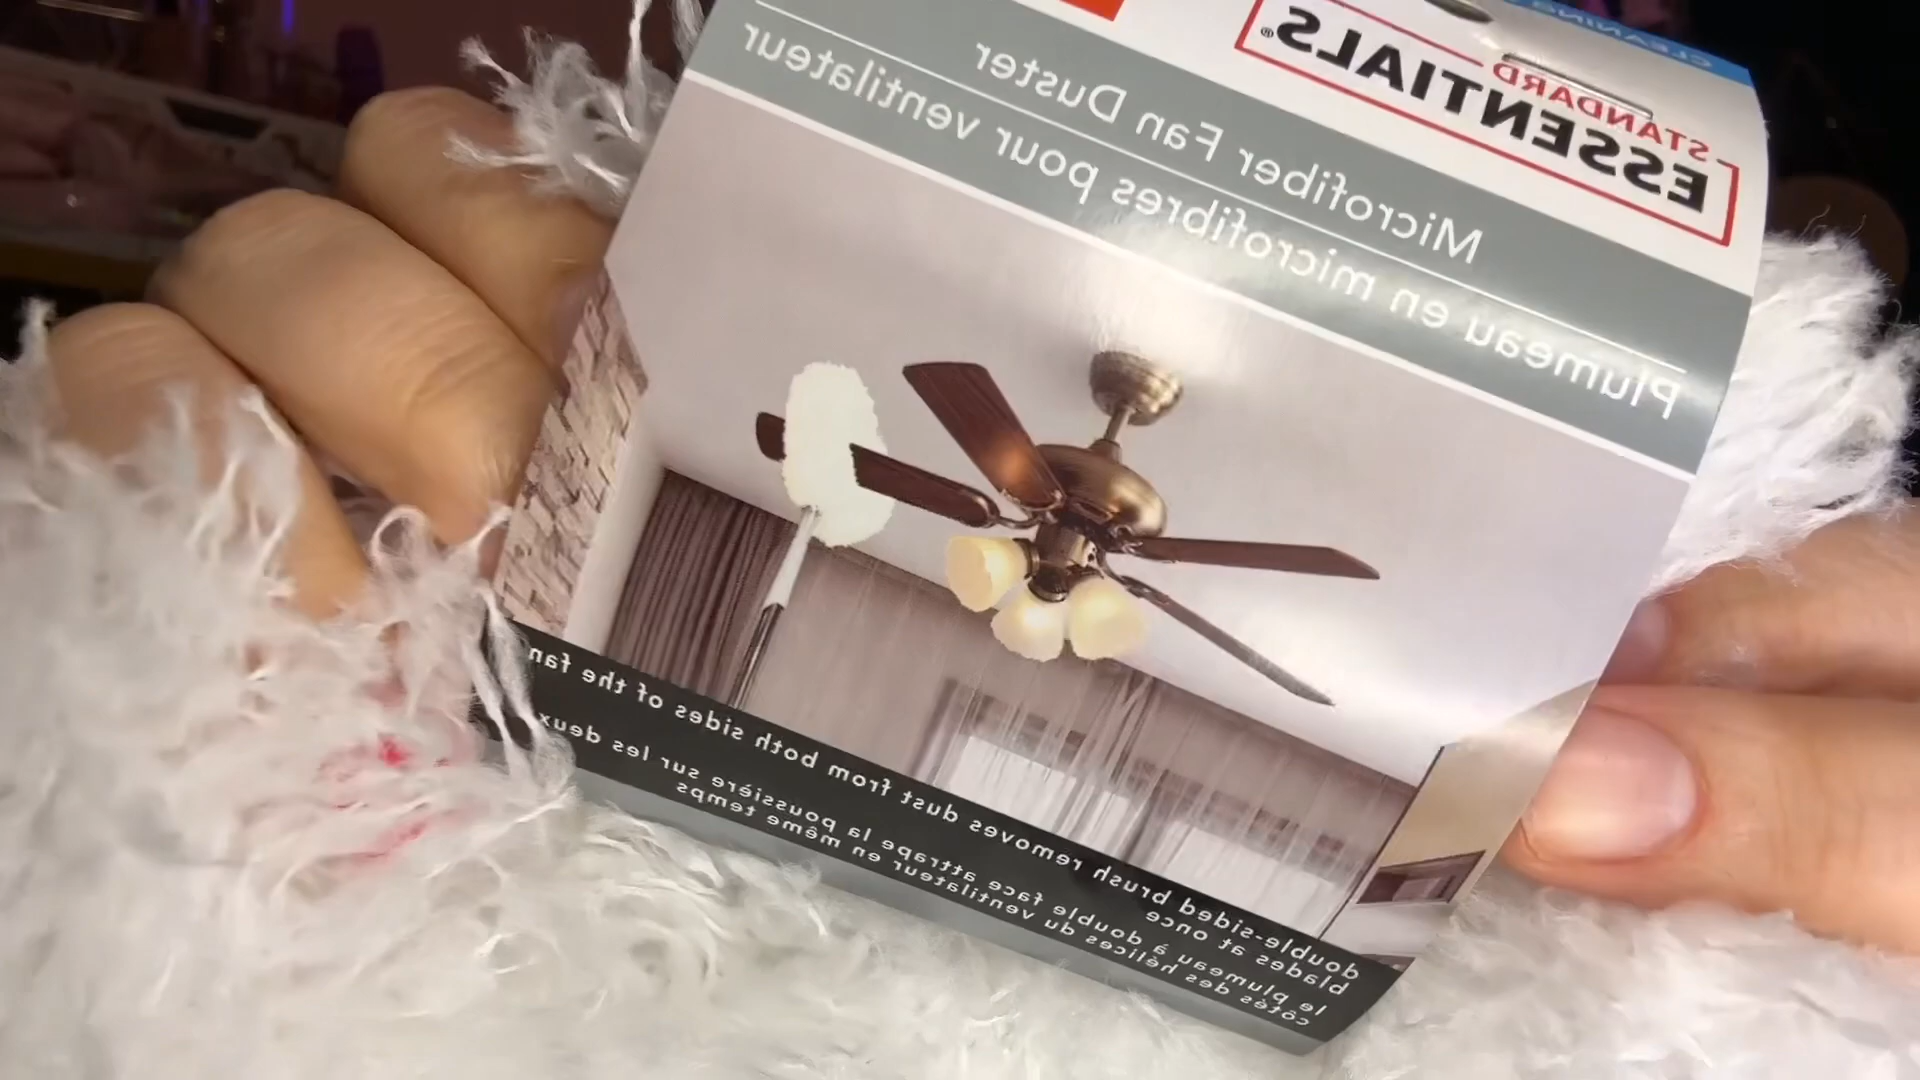 CLEANING
STANDARD
ESSENTIALS®
Microfiber Fan Duster
Plumeau en microfibres pour ventilateur
double-sided brush removes dust from both sides of the fan
blades at once
le plumeau à double face attrape la poussière sur les deux
côtés des hélices du ventilateur en même temps